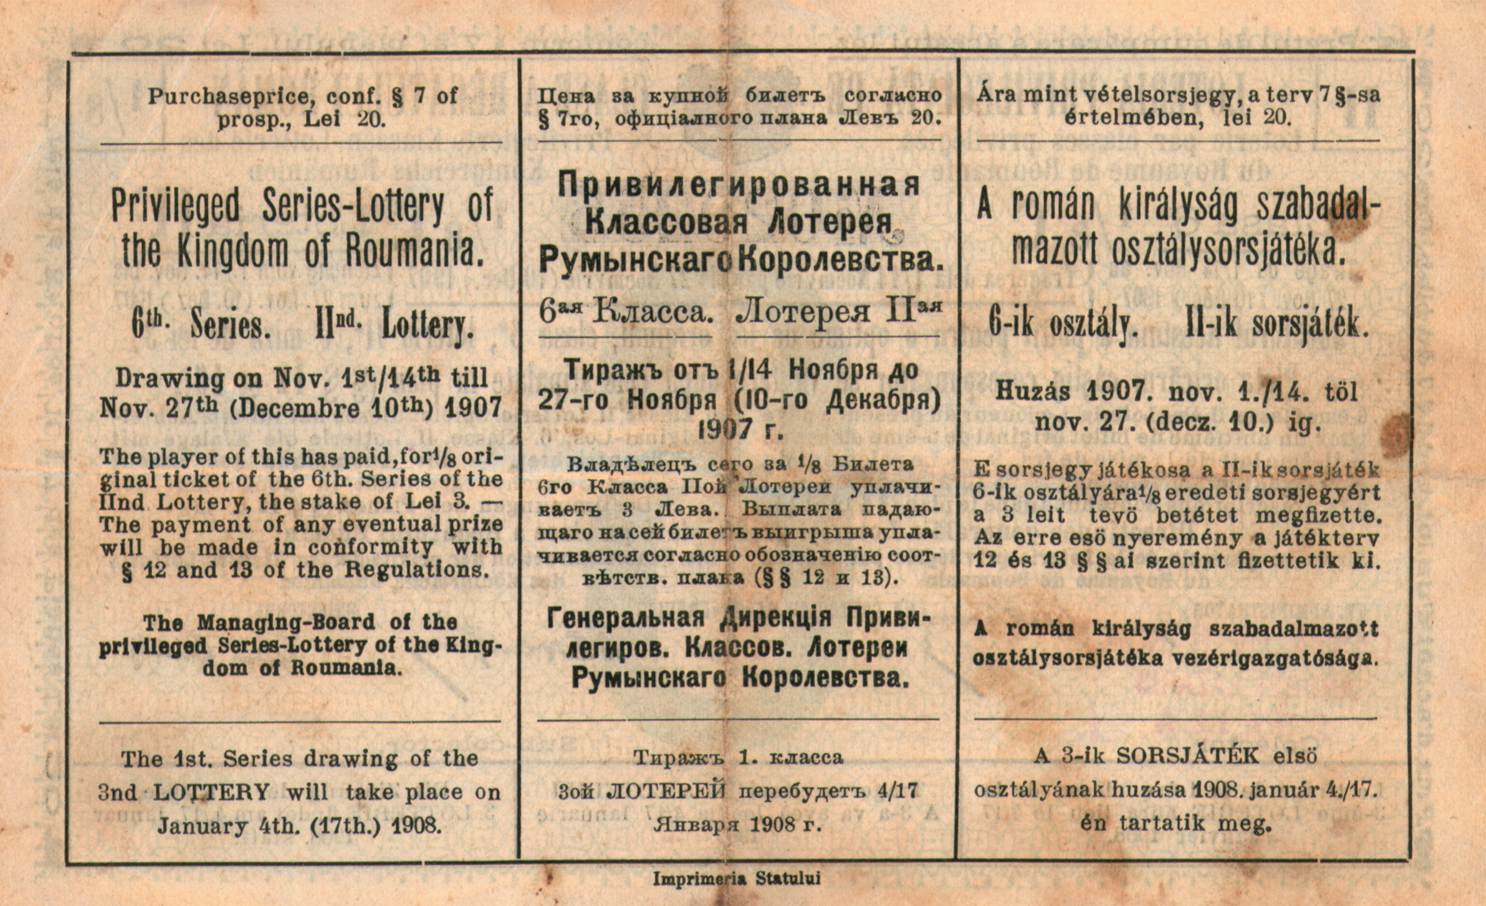 Purchaseprice, conf. § 7 of
prosp., Lei 20.
Privileged Series-Lottery of
the Kingdom of Roumania.
6th. Series. IInd. Lottery.
Drawing on Nov. 1st/14th till
Nov. 27th (Decembre 10th) 1907
The player of this has paid, for 1/8 ori-
ginal ticket of the 6th. Series of the
IInd Lottery, the stake of Lei 3. —
The payment of any eventual prize
will be made in conformity with
§ 12 and 13 of the Regulations.
The Managing-Board of the
privileged Series-Lottery of the King-
dom of Roumania.
The 1st. Series drawing of the
3nd LOTTERY will take place on
January 4th. (17th.) 1908.
Цена за купной билетъ согласно
§ 7го, официіалного плана Левъ 20.
Привилегированная
Классовая Лотерея
Румынскаго Королевства.
6ая Класса. Лотерея IIая
Тиражъ отъ 1/14 Ноября до
27-го Ноября (10-го Декабря)
1907 г.
Владѣлецъ сего за 1/8 Билета
6го Класса IIой Лотереи уплачи-
ваетъ 3 Лева. Выплата падаю-
щаго на сей билетъ выигрыша упла-
чивается согласно обозначенію соот-
вѣтств. плана (§ § 12 и 13).
Генеральная Дирекція Приви-
легиров. Классов. Лотереи
Румынскаго Королевства.
Тиражъ 1. класса
3ой ЛОТЕРЕЙ перебудетъ 4/17
Января 1908 г.
Ára mint vételsorsjegy, a terv 7 §-sa
értelmében, lei 20.
A román királyság szabadal-
mazott osztálysorsjátéka.
6-ik osztály. II-ik sorsjáték.
Huzás 1907. nov. 1./14. töl
nov. 27. (decz. 10.) ig.
E sorsjegy játékosa a II-ik sorsjáték
6-ik osztályára 1/8 eredeti sorsjegyért
a 3 leit tevö betétet megfizette.
Az erre esö nyeremény a játékterv
12 és 13 § § ai szerint fizettetik ki.
A román királyság szabadalmazott
osztálysorsjátéka vezérigazgatósága.
A 3-ik SORSJÁTÉK elsö
osztályának huzása 1908. január 4./17.
én tartatik meg.
Imprimeria Statului